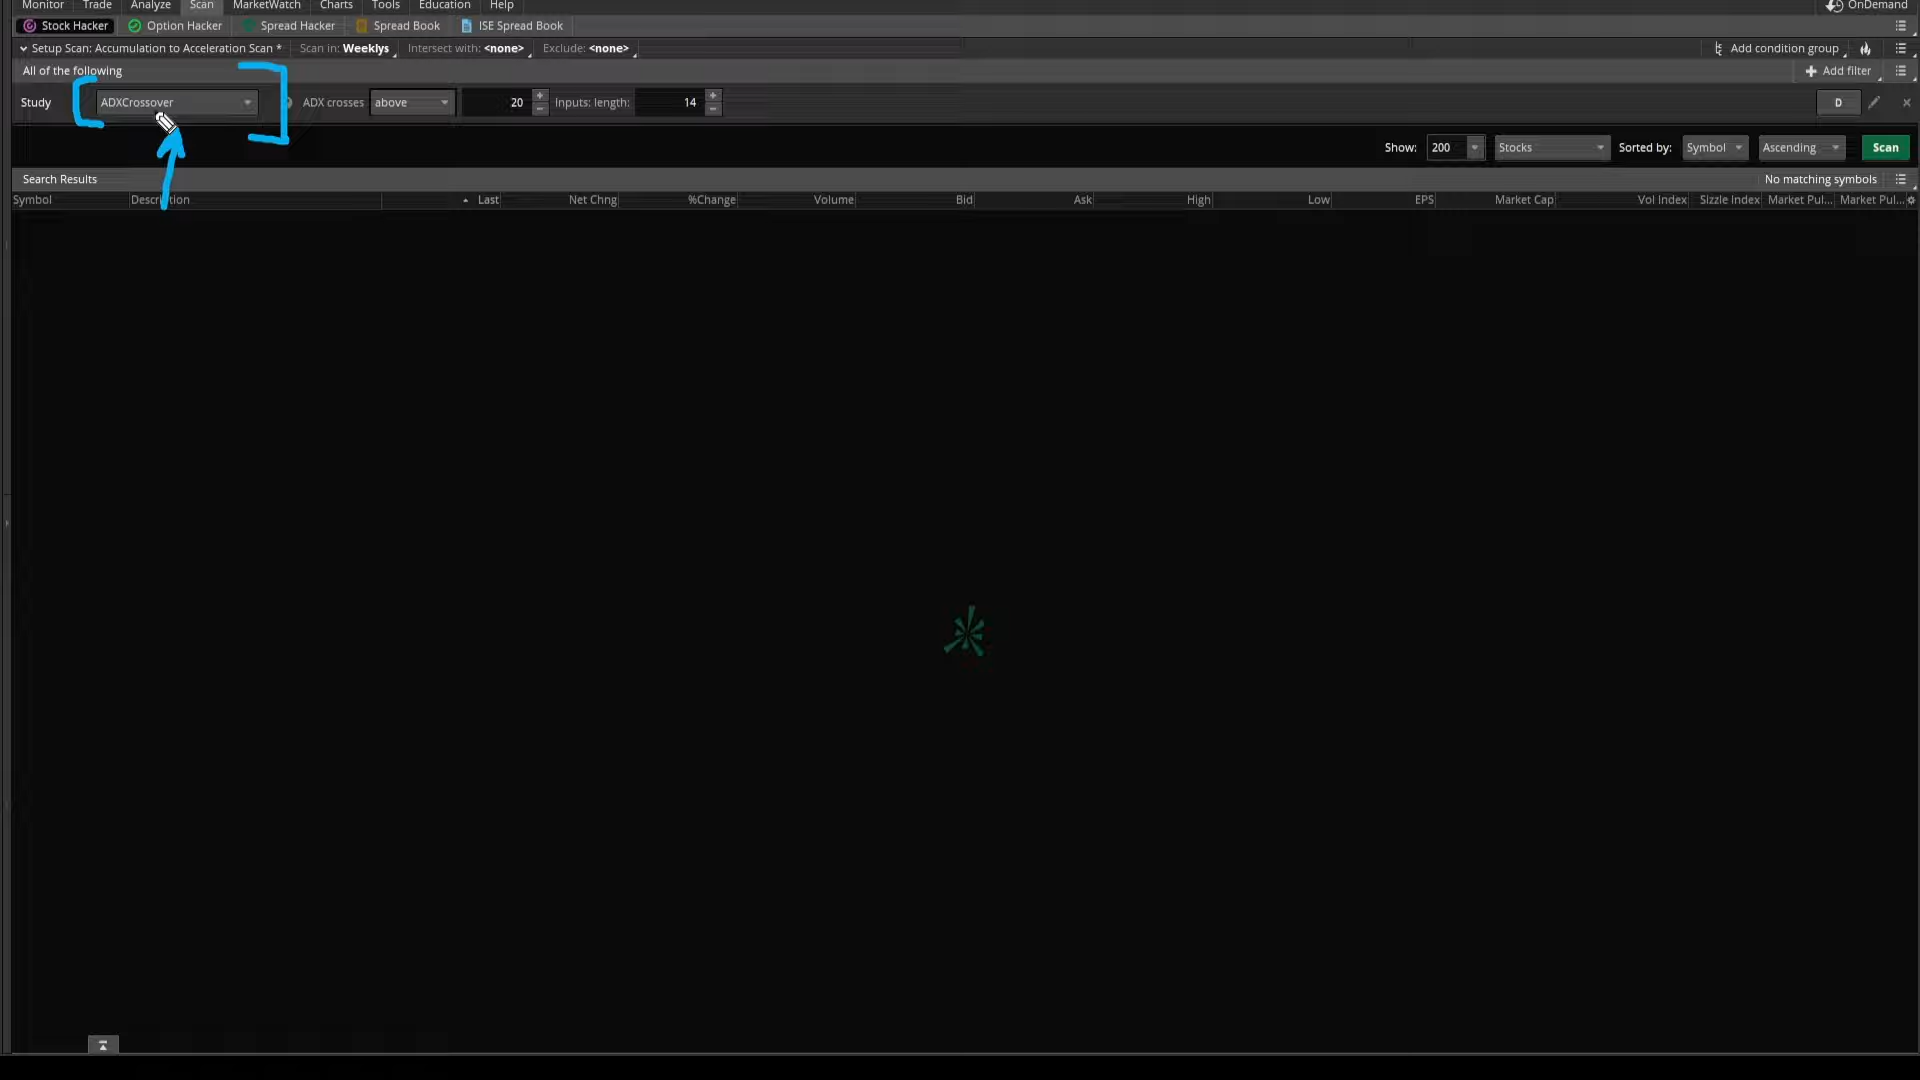 Monitor Trade Analyze Scan MarketWatch Charts Tools Education Help OnDemand
Stock Hacker Option Hacker Spread Hacker Spread Book ISE Spread Book
Setup Scan: Accumulation to Acceleration Scan * Scan in: Weeklys Intersect with: <none> Exclude: <none> Add condition group
All of the following Add filter
Study ADXCrossover ADX crosses above 20 Inputs: length: 14 D
Show: 200 Stocks Sorted by: Symbol Ascending Scan
Search Results No matching symbols
Symbol Description Last Net Chng %Change Volume Bid Ask High Low EPS Market Cap Vol Index Sizzle Index Market Pul... Market Pul...